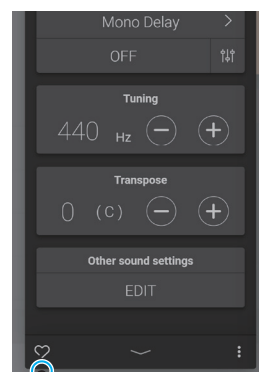 Mono Delay
OFF
Tuning
440 Hz
Transpose
0 (C)
Other sound settings
EDIT